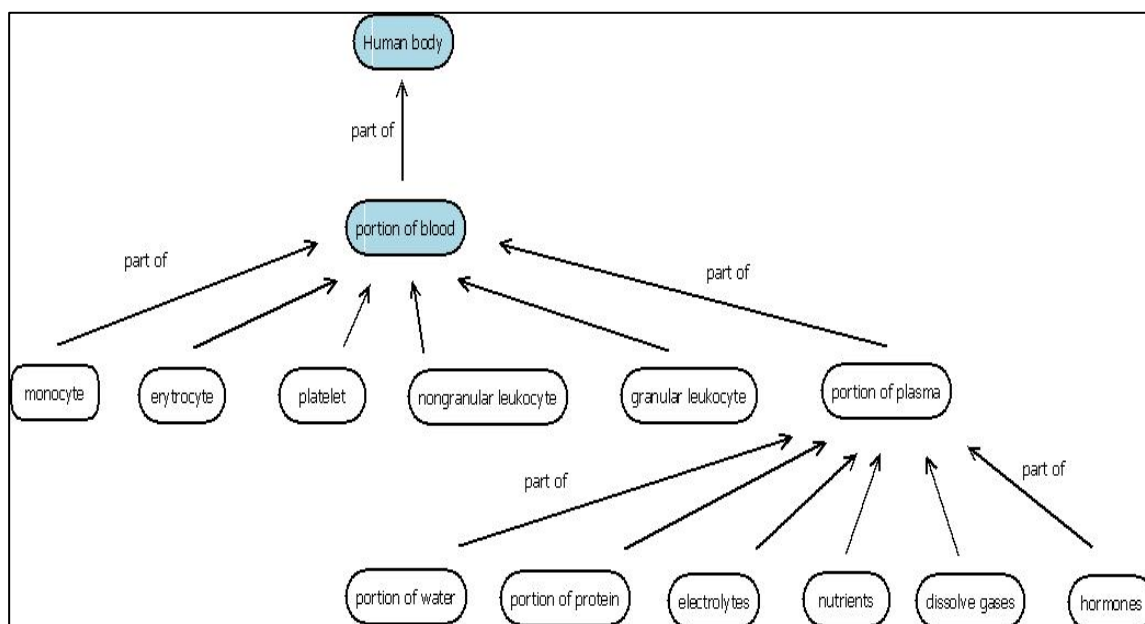 Human body
part of
portion of blood
part of
part of
monocyte
erytrocyte
platelet
nongranular leukocyte
granular leukocyte
portion of plasma
part of
part of
portion of water
portion of protein
electrolytes
nutrients
dissolve gases
hormones